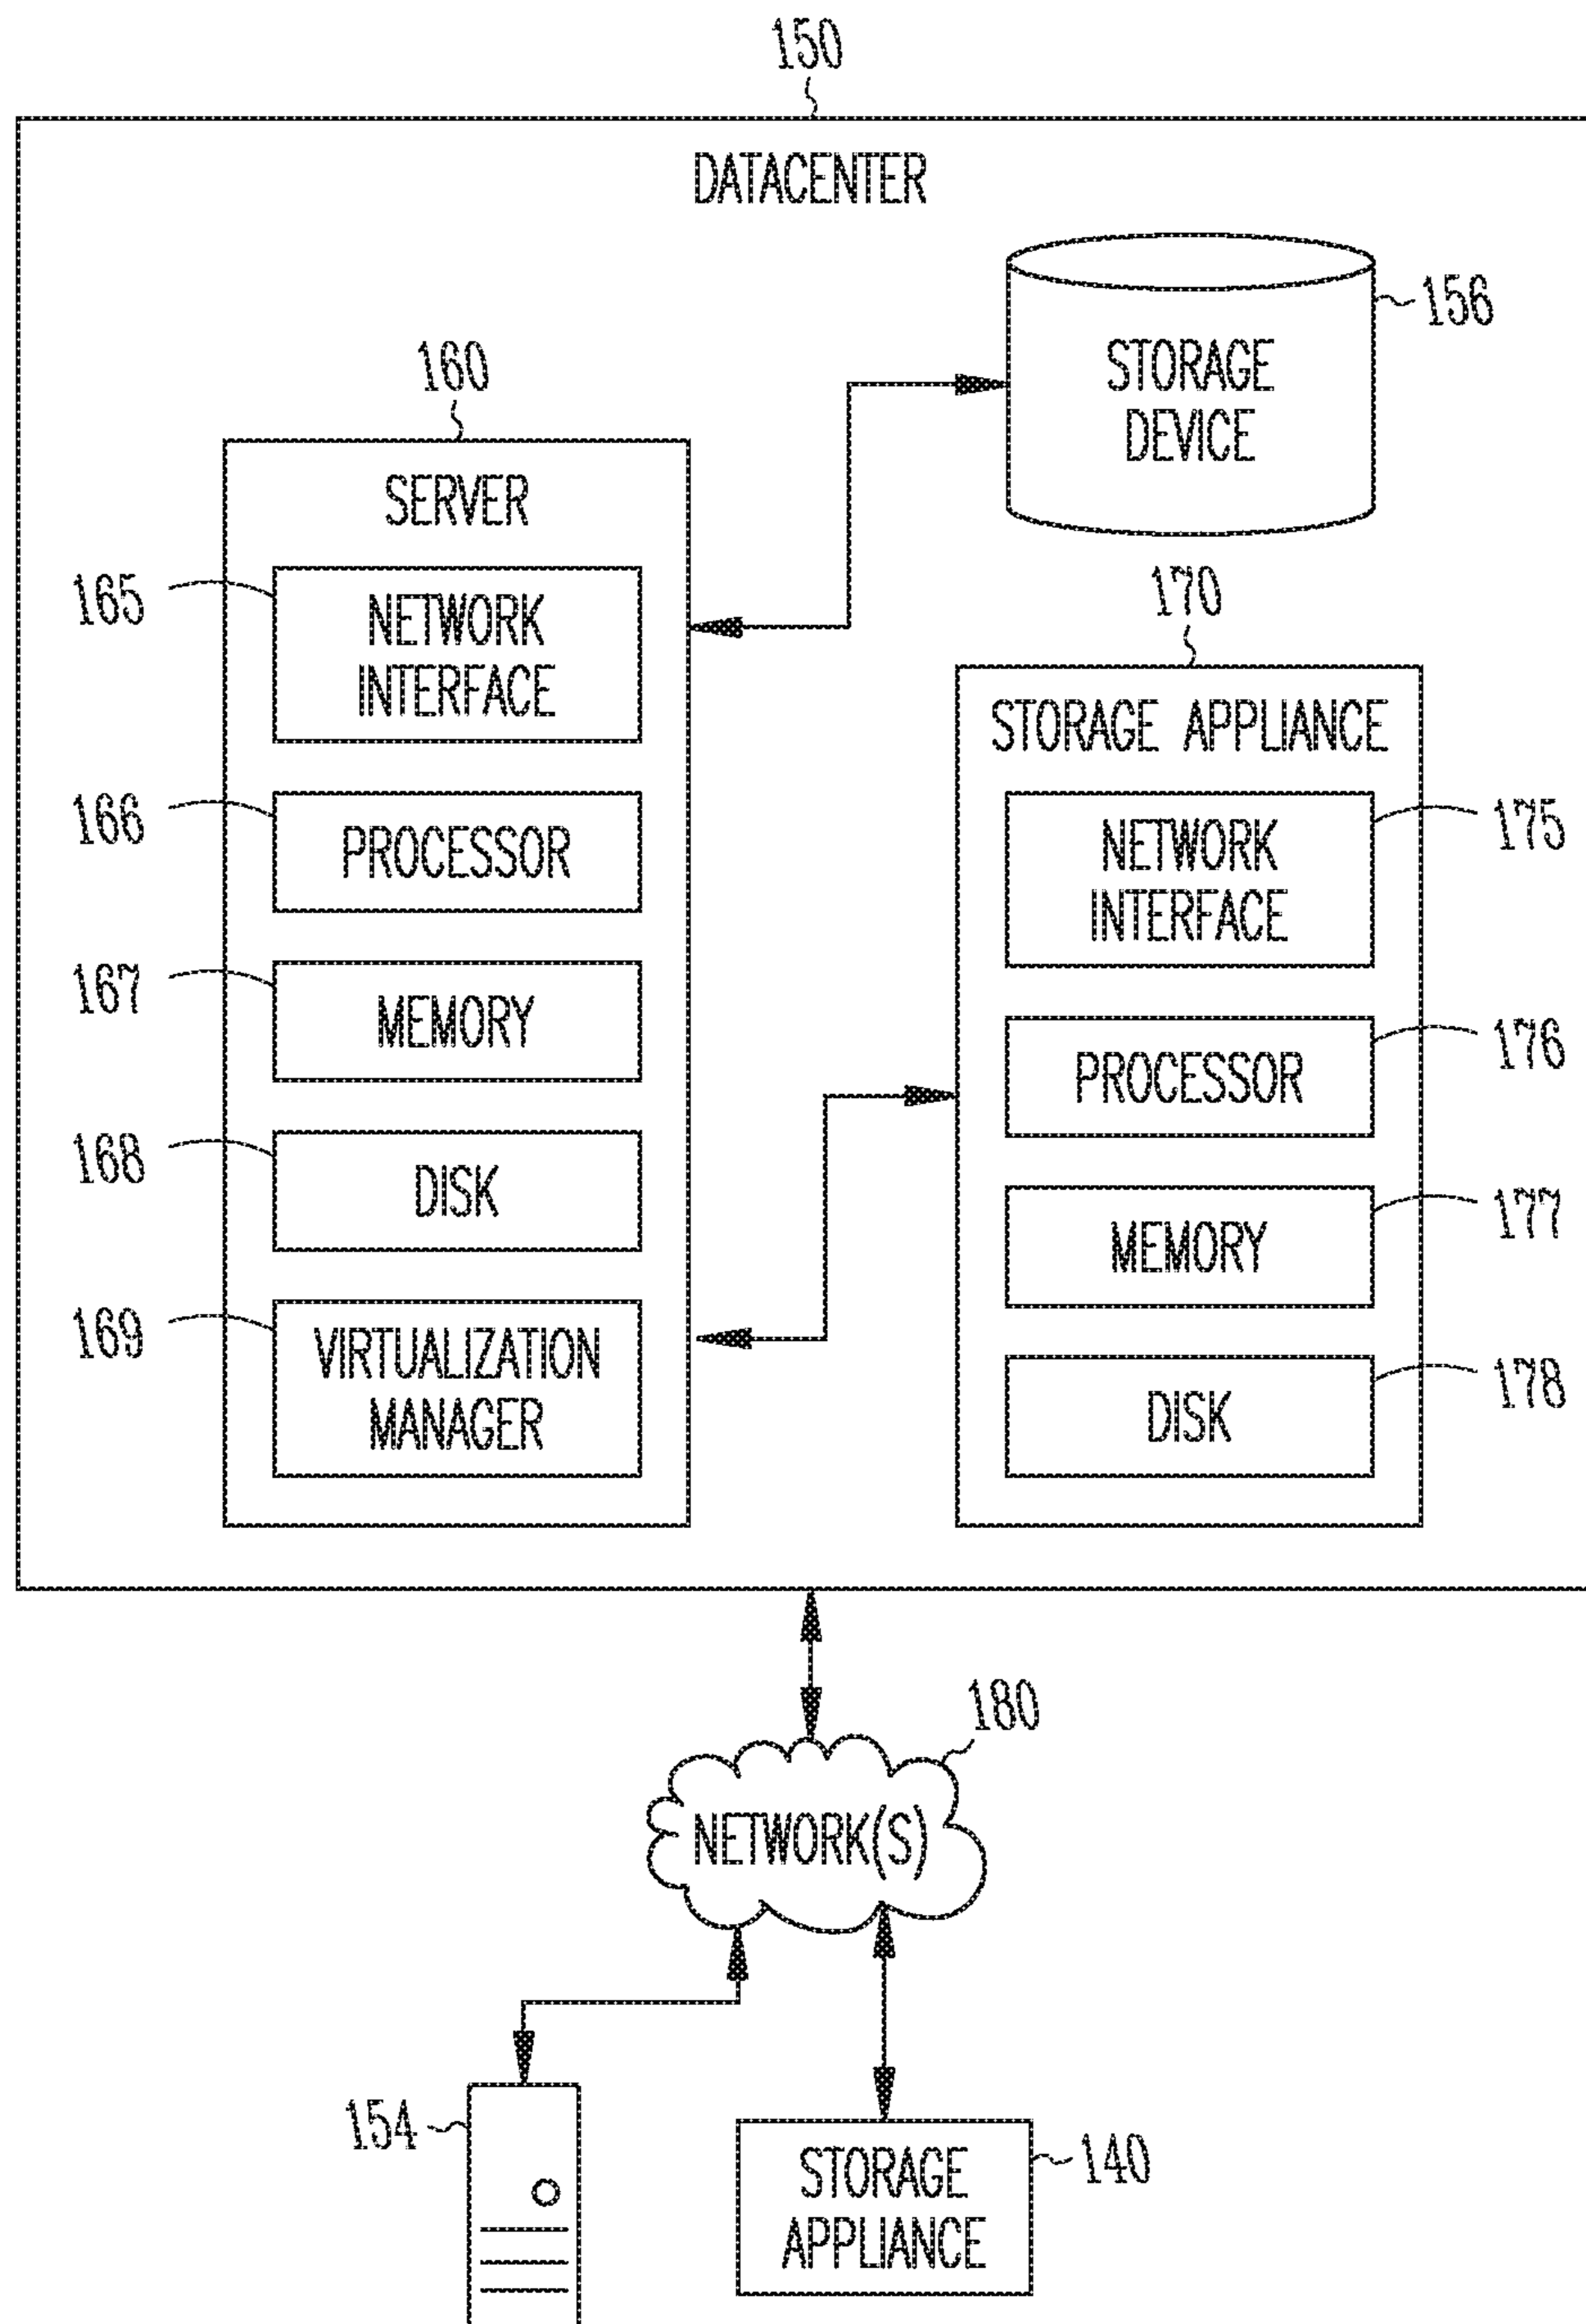 150
DATACENTER
156
STORAGE
DEVICE
160
SERVER
165
NETWORK
INTERFACE
166
PROCESSOR
167
MEMORY
168
DISK
169
VIRTUALIZATION
MANAGER
170
STORAGE APPLIANCE
175
NETWORK
INTERFACE
176
PROCESSOR
177
MEMORY
178
DISK
180
NETWORK(S)
154
140
STORAGE
APPLIANCE